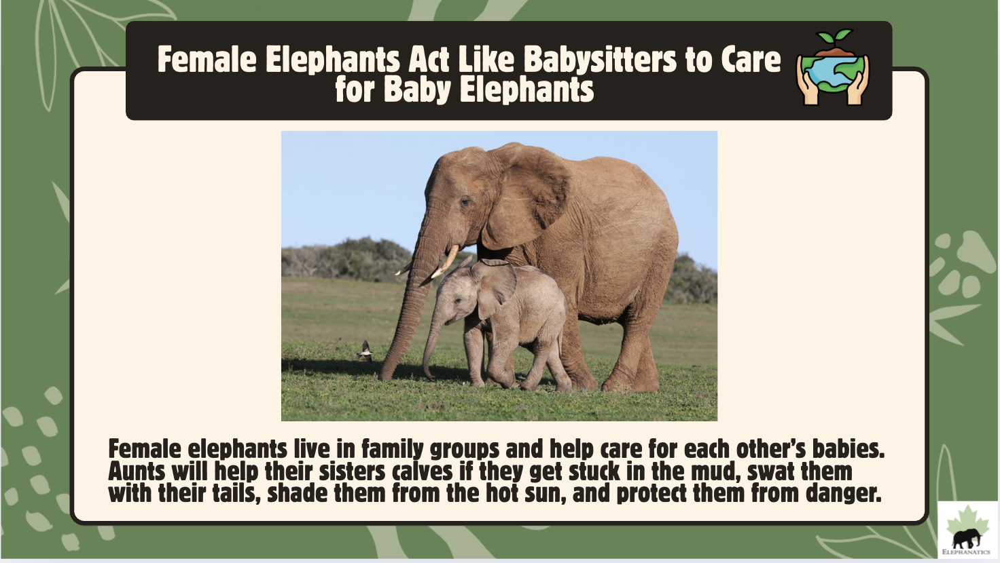 Female Elephants Act Like Babysitters to Care
for Baby Elephants
Female elephants live in family groups and help care for each other’s babies.
Aunts will help their sisters calves if they get stuck in the mud, swat them
with their tails, shade them from the hot sun, and protect them from danger.
ELEPHANATICS